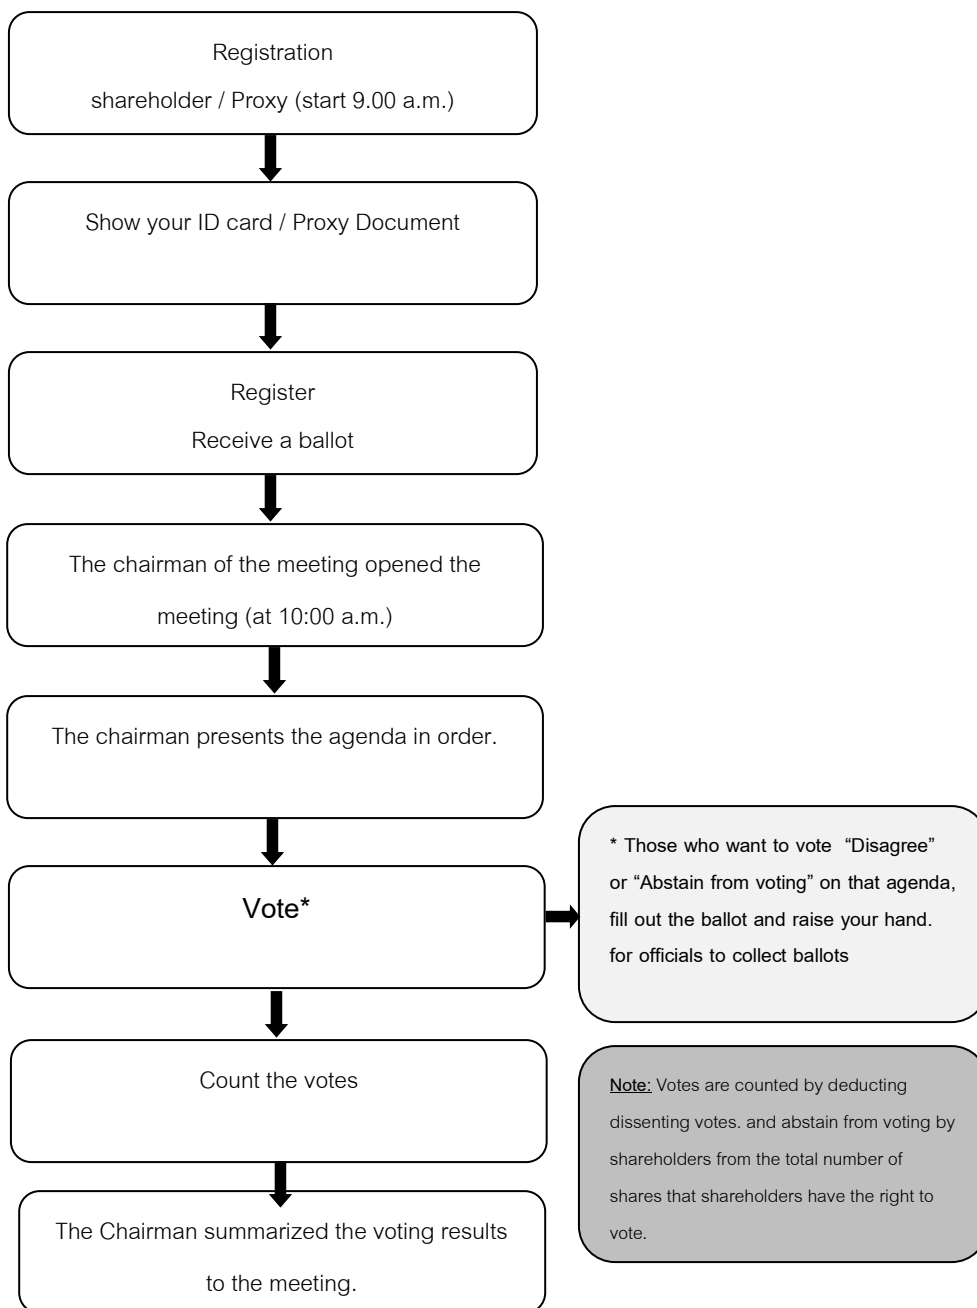 Registration
shareholder / Proxy (start 9.00 a.m.)
Show your ID card / Proxy Document
Register
Receive a ballot
The chairman of the meeting opened the
meeting (at 10:00 a.m.)
The chairman presents the agenda in order.
Vote*
* Those who want to vote “Disagree”
or “Abstain from voting” on that agenda,
fill out the ballot and raise your hand.
for officials to collect ballots
Count the votes
Note: Votes are counted by deducting
dissenting votes. and abstain from voting by
shareholders from the total number of
shares that shareholders have the right to
vote.
The Chairman summarized the voting results
to the meeting.